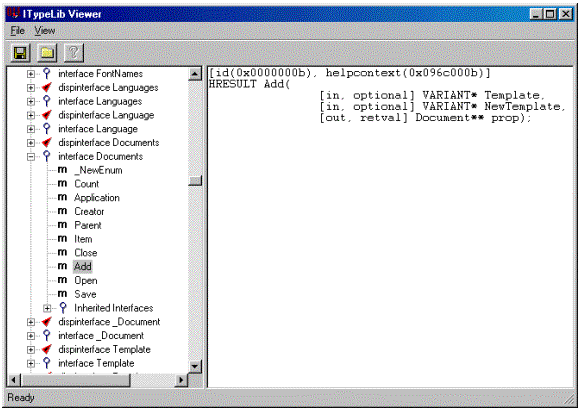 ITypeLib Viewer
File View
interface FontNames
dispinterface Languages
interface Languages
dispinterface Language
interface Language
dispinterface Documents
interface Documents
m _NewEnum
m Count
m Application
m Creator
m Parent
m Item
m Close
m Add
m Open
m Save
Inherited Interfaces
dispinterface _Document
interface _Document
dispinterface Template
interface Template
[id(0x0000000b), helpcontext(0x096c000b)]
HRESULT Add(
[in, optional] VARIANT* Template,
[in, optional] VARIANT* NewTemplate,
[out, retval] Document** prop);
Ready